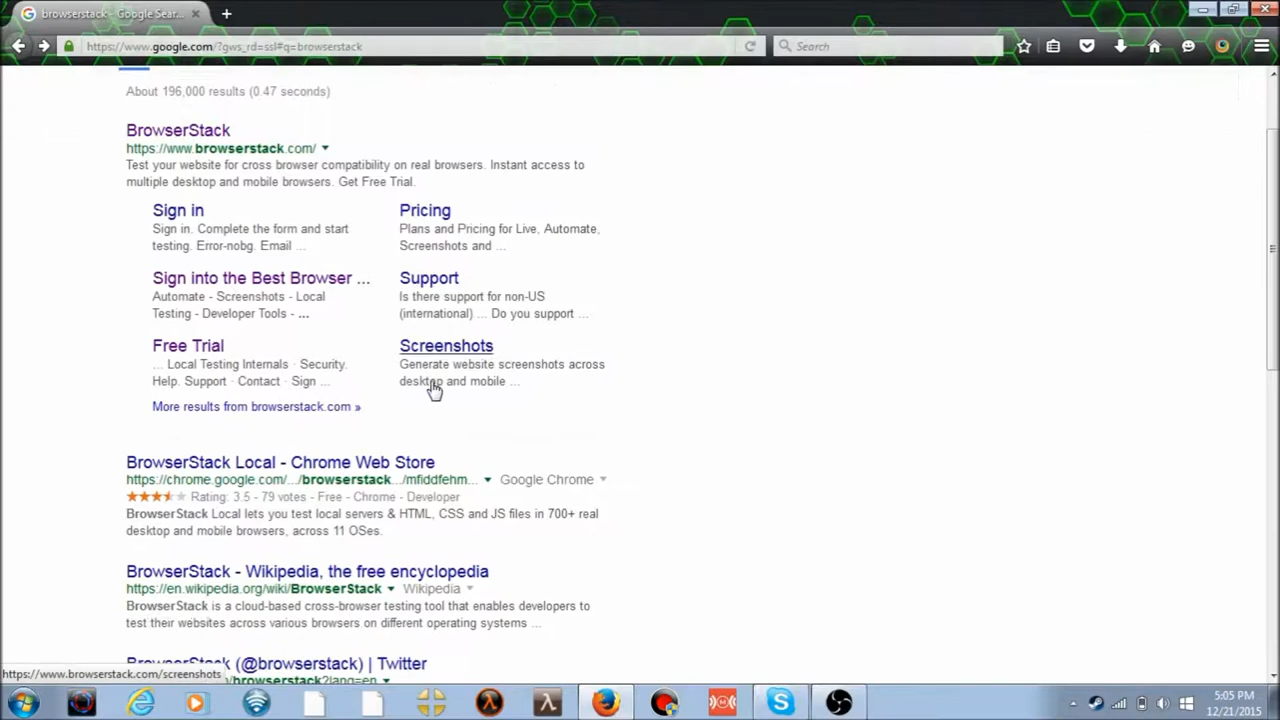 browserstack - Google Sear...
https://www.google.com/?gws_rd=ssl#q=browserstack
Search
About 196,000 results (0.47 seconds)
BrowserStack
https://www.browserstack.com/
Test your website for cross browser compatibility on real browsers. Instant access to
multiple desktop and mobile browsers. Get Free Trial.
Sign in
Sign in. Complete the form and start
testing. Error-nobg. Email ...
Pricing
Plans and Pricing for Live, Automate,
Screenshots and ...
Sign into the Best Browser ...
Automate - Screenshots - Local
Testing - Developer Tools - ...
Support
Is there support for non-US
(international) ... Do you support ...
Free Trial
... Local Testing Internals · Security.
Help. Support · Contact · Sign ...
Screenshots
Generate website screenshots across
desktop and mobile ...
More results from browserstack.com »
BrowserStack Local - Chrome Web Store
https://chrome.google.com/.../browserstack.../mfiddfehm... Google Chrome
Rating: 3.5 - 79 votes - Free - Chrome - Developer
BrowserStack Local lets you test local servers & HTML, CSS and JS files in 700+ real
desktop and mobile browsers, across 11 OSes.
BrowserStack - Wikipedia, the free encyclopedia
https://en.wikipedia.org/wiki/BrowserStack Wikipedia
BrowserStack is a cloud-based cross-browser testing tool that enables developers to
test their websites across various browsers on different operating systems ...
BrowserStack (@browserstack) | Twitter
/browserstack?lang=en
https://www.browserstack.com/screenshots
5:05 PM
12/21/2015